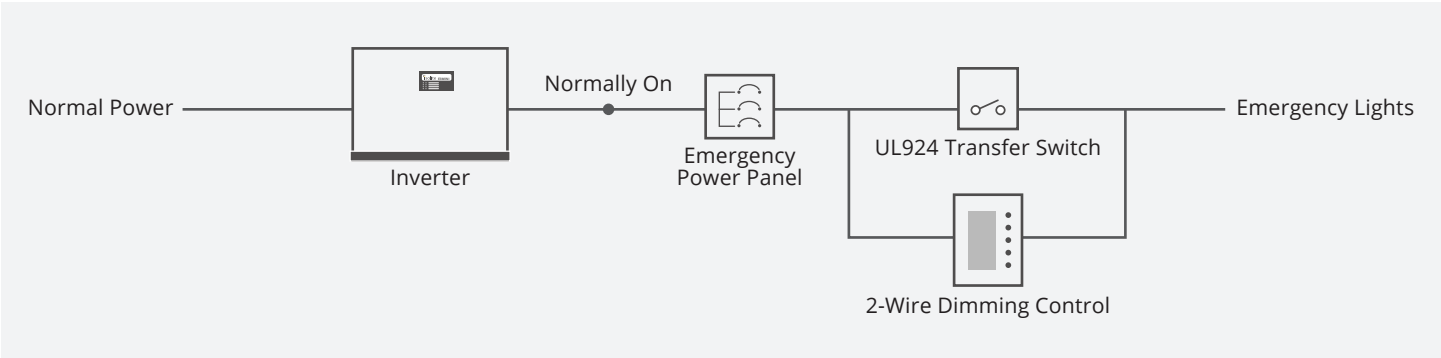 Normal Power
Inverter
Normally On
Emergency
Power Panel
UL924 Transfer Switch
2-Wire Dimming Control
Emergency Lights